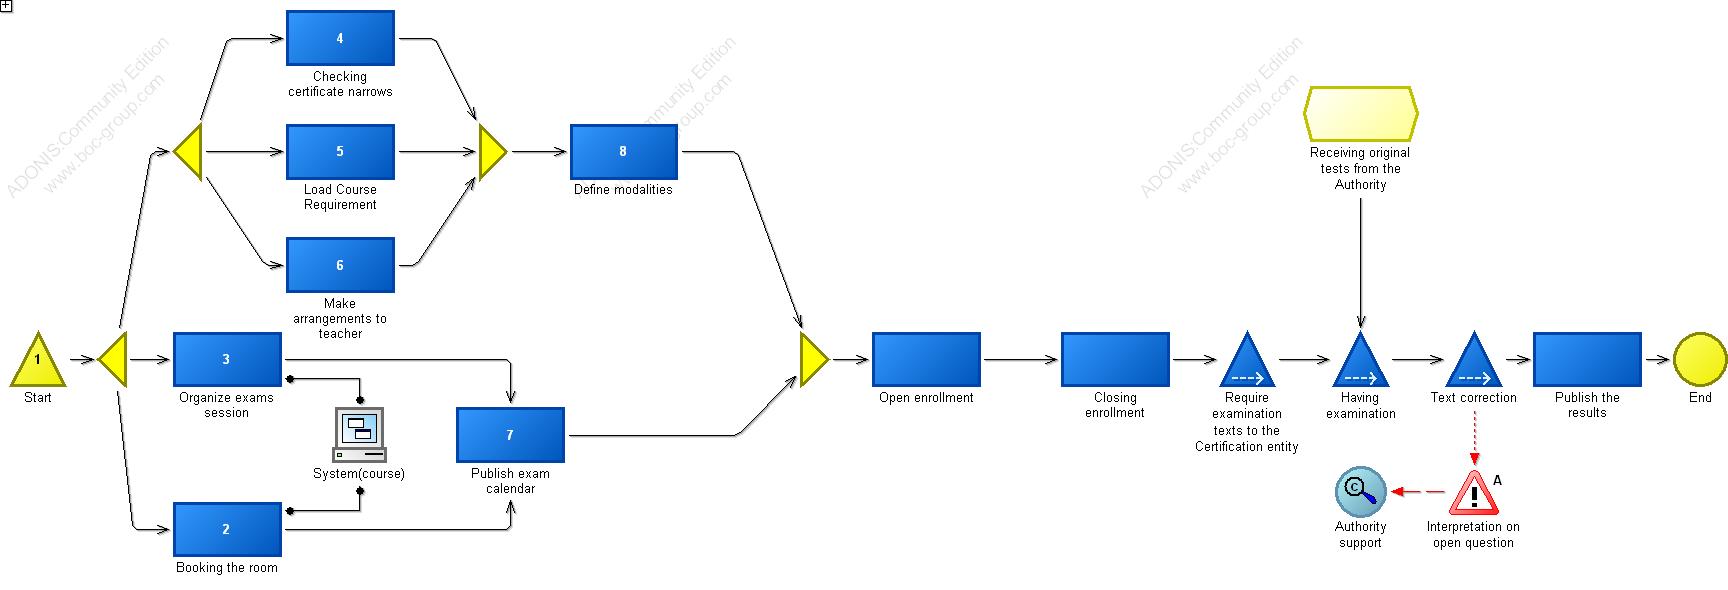 ADONIS:Community Edition
www.boc-group.com
4
Checking
certificate narrows
5
Load Course
Requirement
6
Make
arrangements to
teacher
mmunity Edition
group.com
8
Define modalities
ADONIS:Community Edition
www.boc-group.com
Receiving original
tests from the
Authority
1
Start
3
Organize exams
session
System(course)
2
Booking the room
7
Publish exam
calendar
Open enrollment
Closing
enrollment
Require
examination
texts to the
Certification entity
Having
examination
Text correction
Publish the
results
End
C
Authority
support
A
Interpretation on
open question